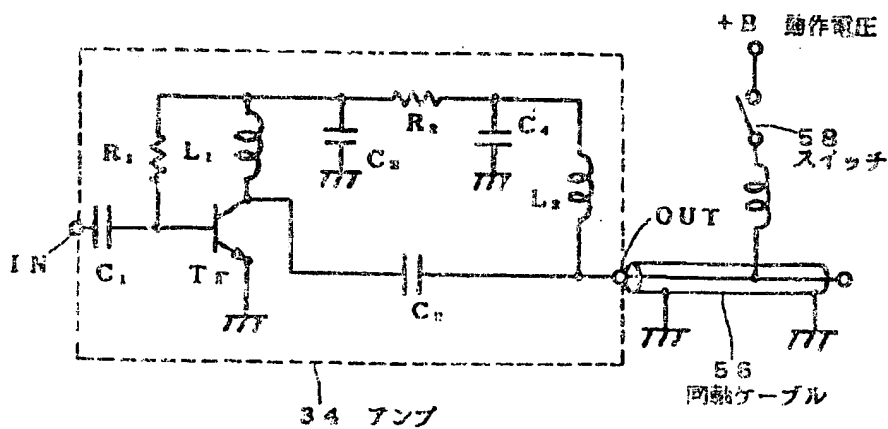 +B 動作電圧
58
スイッチ
R₁
L₁
C₃
R₂
C₄
L₂
OUT
IN
C₁
Tr
C₂
56
同軸ケーブル
34 アンプ